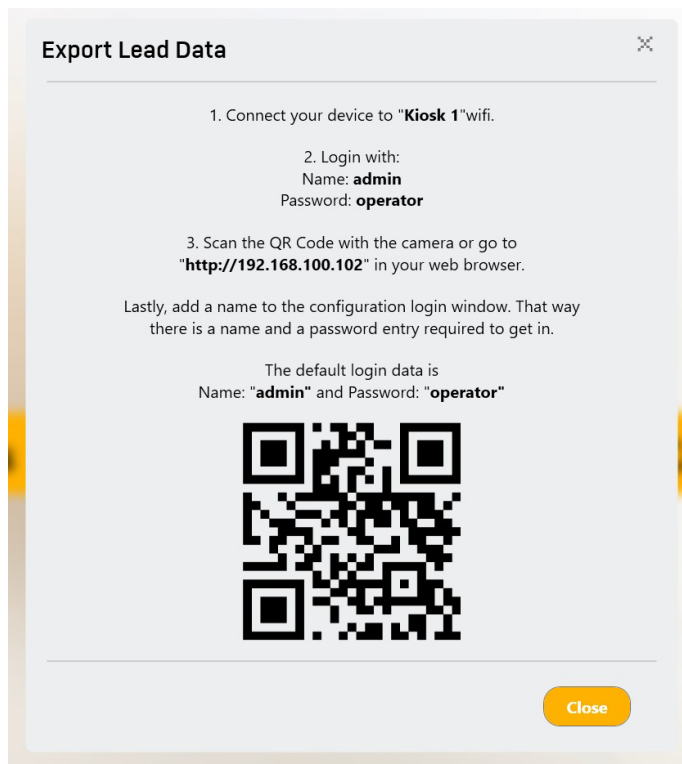 Export Lead Data
1. Connect your device to "Kiosk 1"wifi.
2. Login with:
Name: admin
Password: operator
3. Scan the QR Code with the camera or go to
"http://192.168.100.102" in your web browser.
Lastly, add a name to the configuration login window. That way
there is a name and a password entry required to get in.
The default login data is
Name: "admin" and Password: "operator"
Close